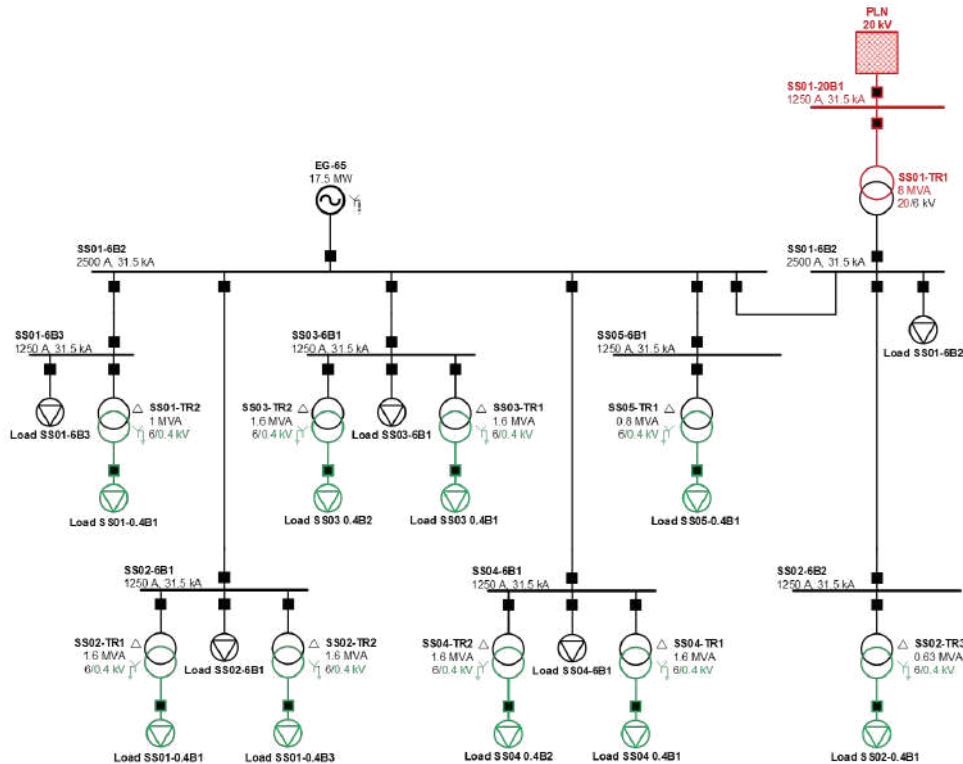 PLN
20 kV
SS01-20B1
1250 A, 31.5 kA
SS01-TR1
8 MVA
20/6 kV
EG-65
17.5 MW
SS01-6B2
2500 A, 31.5 kA
SS01-6B2
2500 A, 31.5 kA
Load SS01-6B2
SS01-6B3
1250 A, 31.5 kA
SS03-6B1
1250 A, 31.5 kA
SS05-6B1
1250 A, 31.5 kA
Load SS01-6B3
SS01-TR2
1 MVA
6/0.4 kV
SS03-TR2
1.6 MVA
6/0.4 kV
Load SS03-6B1
SS03-TR1
1.6 MVA
6/0.4 kV
SS05-TR1
0.8 MVA
6/0.4 kV
Load SS01-0.4B1
Load SS03 0.4B2
Load SS03 0.4B1
Load SS05-0.4B1
SS02-6B1
1250 A, 31.5 kA
SS04-6B1
1250 A, 31.5 kA
SS02-6B2
1250 A, 31.5 kA
SS02-TR1
1.6 MVA
6/0.4 kV
Load SS02-6B1
SS02-TR2
1.6 MVA
6/0.4 kV
SS04-TR2
1.6 MVA
6/0.4 kV
Load SS04-6B1
SS04-TR1
1.6 MVA
6/0.4 kV
SS02-TR3
0.63 MVA
6/0.4 kV
Load SS01-0.4B1
Load SS01-0.4B3
Load SS04 0.4B2
Load SS04 0.4B1
Load SS02-0.4B1